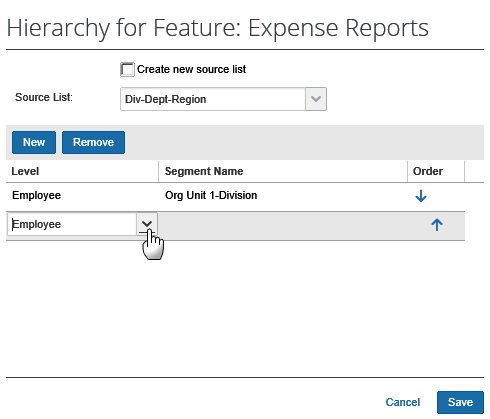 Hierarchy for Feature: Expense Reports
Create new source list
Source List: Div-Dept-Region
New Remove
Level Segment Name Order
Employee Org Unit 1-Division
Employee
Cancel Save